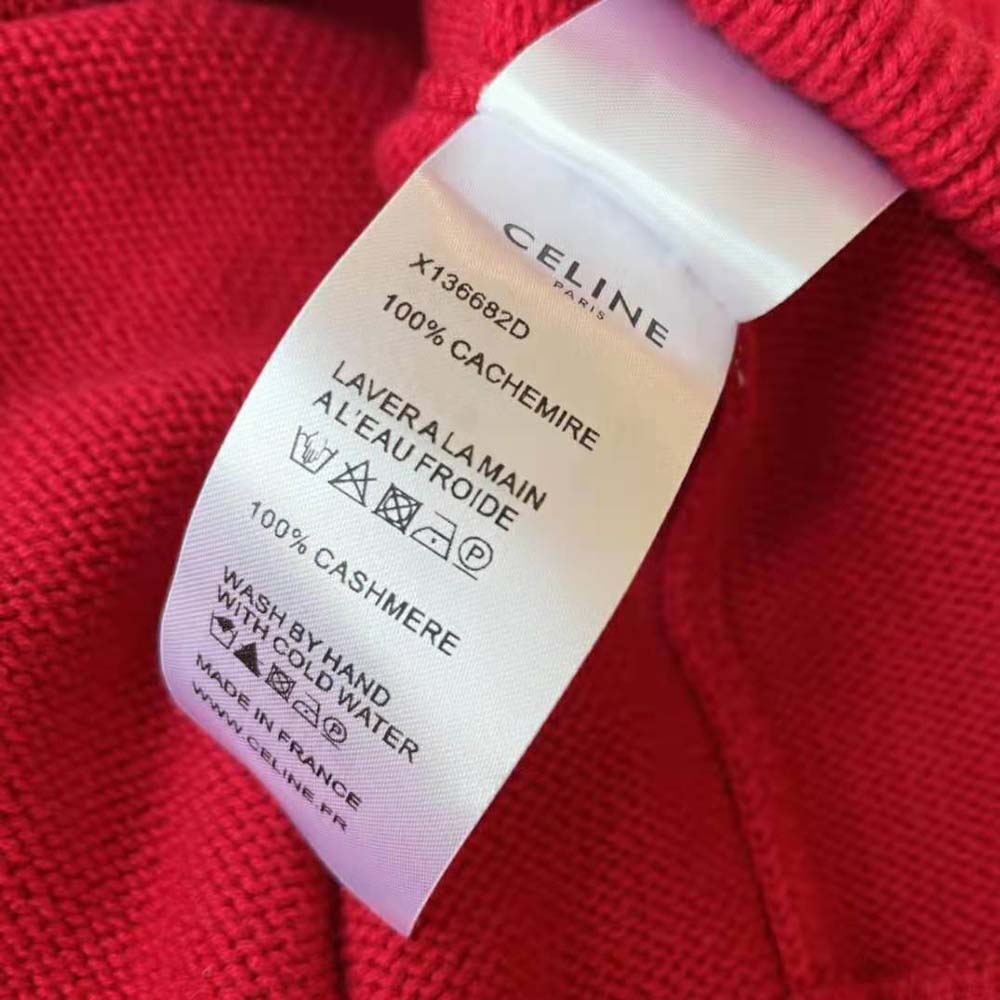 CELINE
PARIS
X136682D
100% CACHEMIRE
LAVER A LA MAIN
A L'EAU FROIDE
P
100% CASHMERE
WASH BY HAND
WITH COLD WATER
P
MADE IN FRANCE
WWW.CELINE.FR